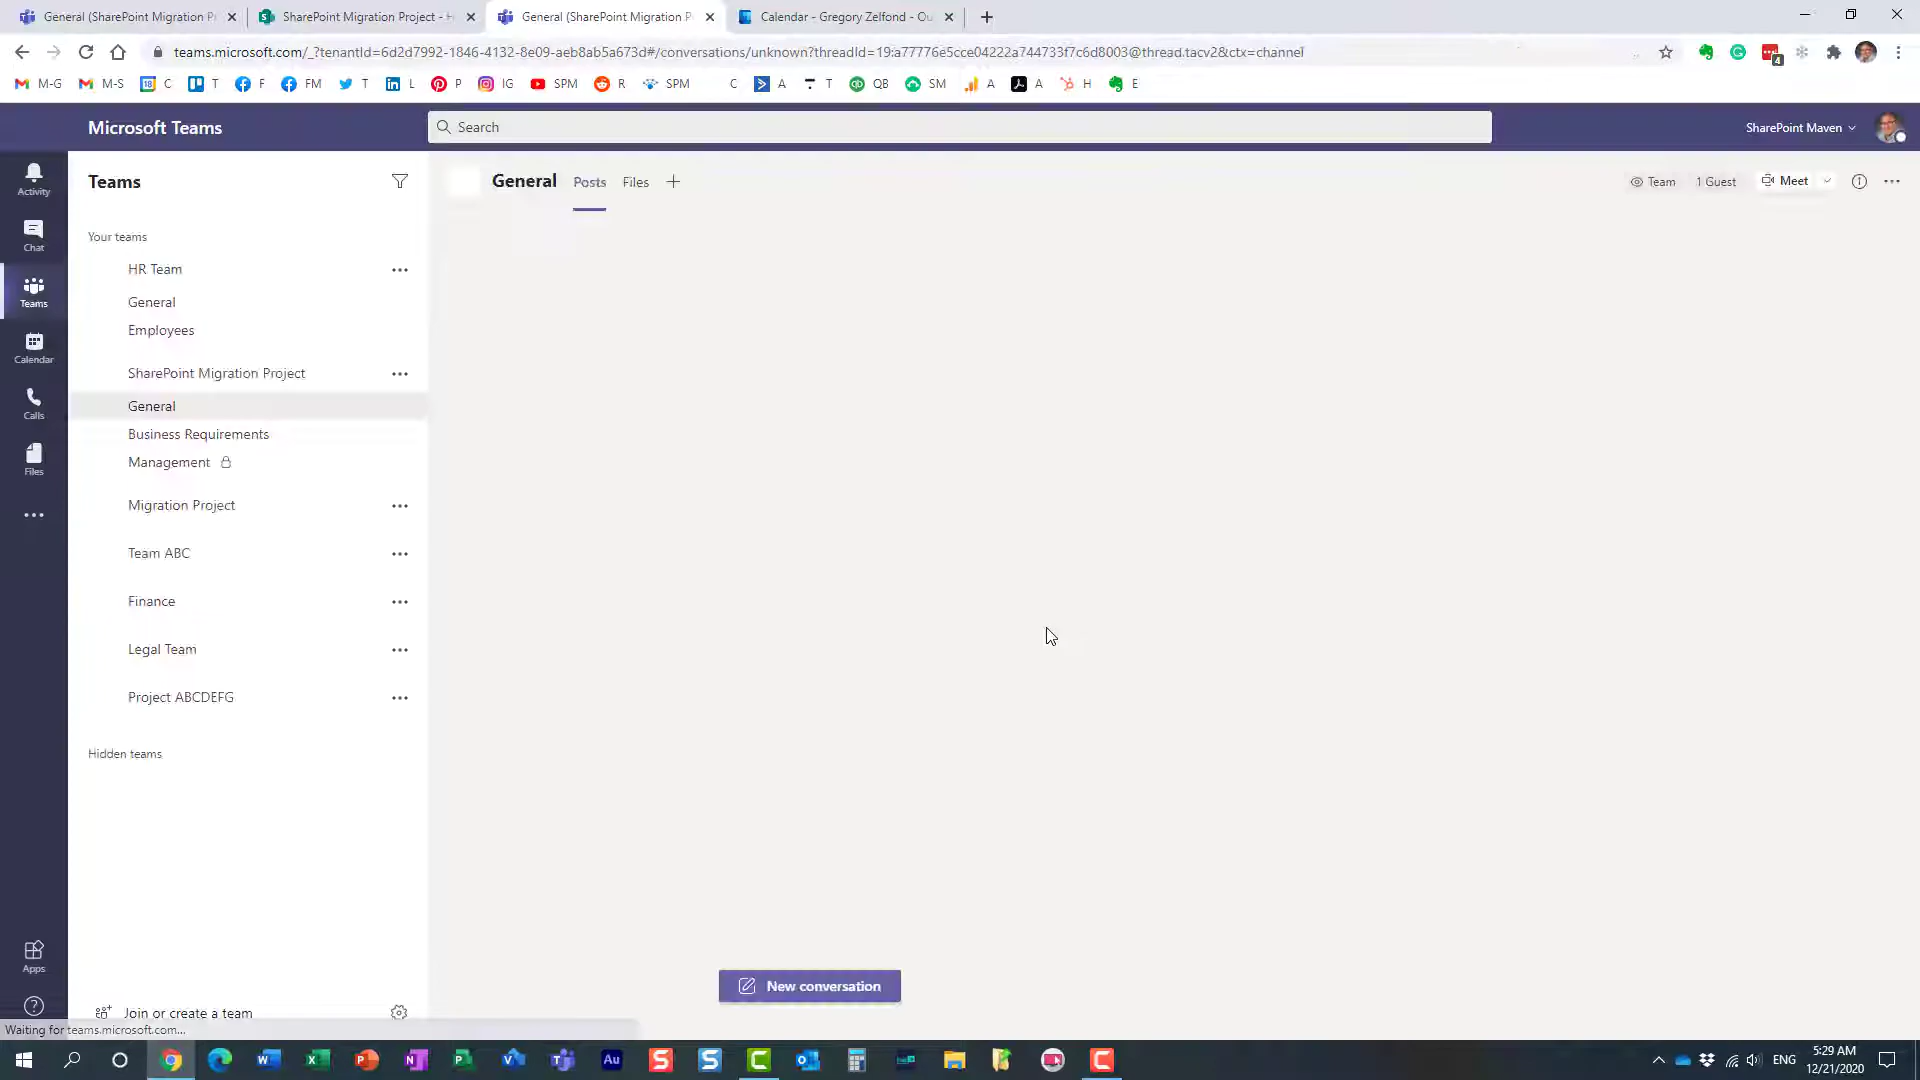 General (SharePoint Migration P
SharePoint Migration Project - H
General (SharePoint Migration P
Calendar - Gregory Zelfond - Ou
teams.microsoft.com/_?tenantId=6d2d7992-1846-4132-8e09-aeb8ab5a673d#/conversations/unknown?threadId=19:a77776e5cce04222a744733f7c6d8003@thread.tacv2&ctx=channel
4
M-G M-S 18 C T F FM T L P IG SPM R SPM C A T QB SM A A H E
Microsoft Teams
Search
SharePoint Maven
Activity
Chat
Teams
Calendar
Calls
Files
Apps
Teams
Your teams
HR Team
General
Employees
SharePoint Migration Project
General
Business Requirements
Management
Migration Project
Team ABC
Finance
Legal Team
Project ABCDEFG
Hidden teams
Join or create a team
General Posts Files
Team 1 Guest Meet
New conversation
Waiting for teams.microsoft.com...
ENG
5:29 AM
12/21/2020